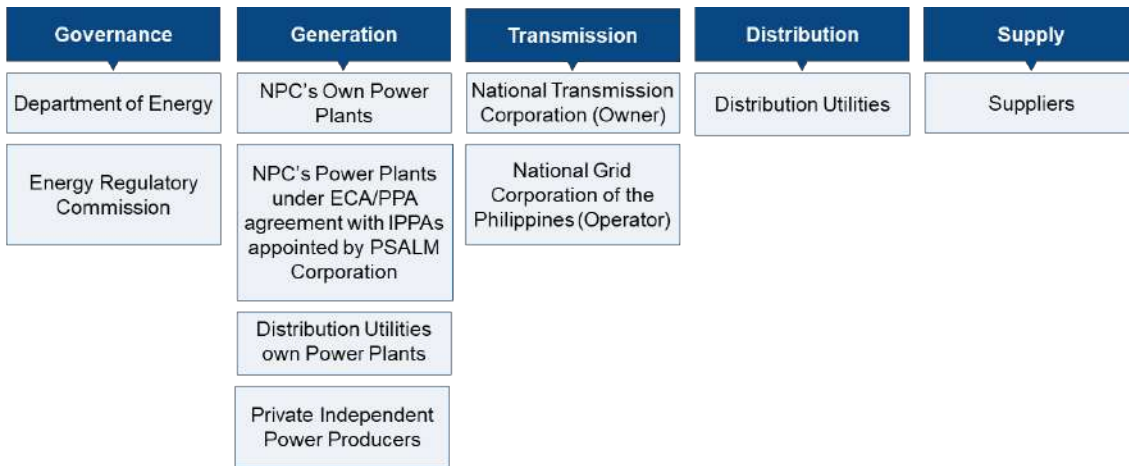 Governance
Department of Energy
Energy Regulatory
Commission
Generation
NPC's Own Power
Plants
NPC's Power Plants
under ECA/PPA
agreement with IPPAs
appointed by PSALM
Corporation
Distribution Utilities
own Power Plants
Private Independent
Power Producers
Transmission
National Transmission
Corporation (Owner)
National Grid
Corporation of the
Philippines (Operator)
Distribution
Distribution Utilities
Supply
Suppliers